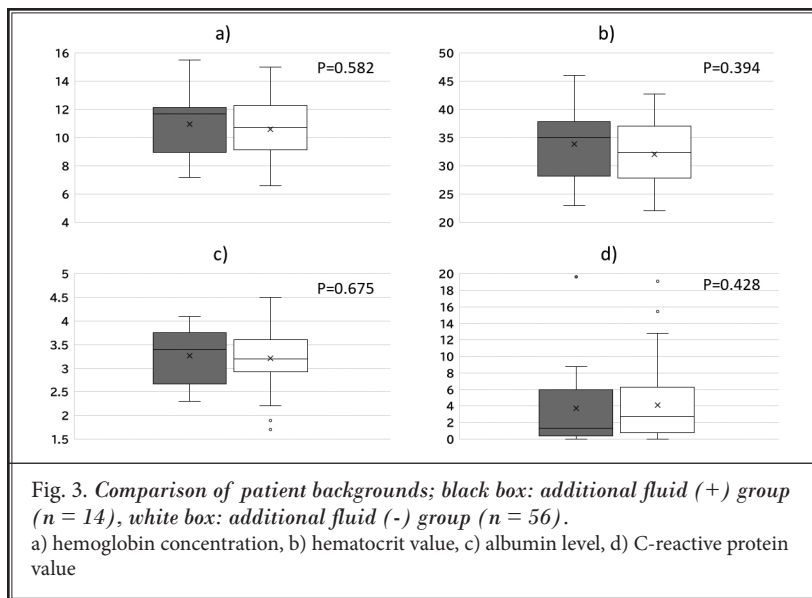 a)
P=0.582
16
14
12
10
8
6
4
b)
P=0.394
50
45
40
35
30
25
20
c)
P=0.675
5
4.5
4
3.5
3
2.5
2
1.5
d)
P=0.428
20
18
16
14
12
10
8
6
4
2
0
Fig. 3. Comparison of patient backgrounds; black box: additional fluid (+) group
(n = 14), white box: additional fluid (-) group (n = 56).
a) hemoglobin concentration, b) hematocrit value, c) albumin level, d) C-reactive protein
value